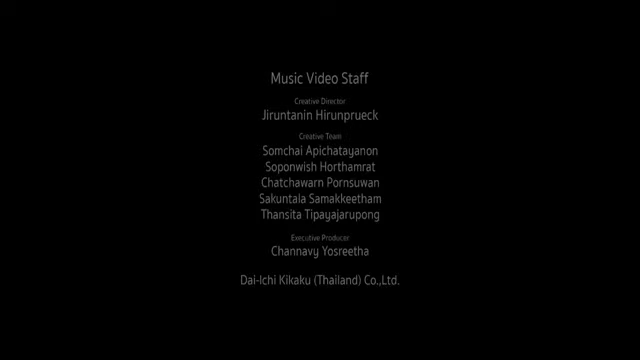 Music Video Staff
Creative Director
Jiruntanin Hirunprueck
Creative Team
Somchai Apichatayanon
Soponwish Horthamrat
Chatchawarn Pornsuwan
Sakuntala Samakkeetham
Thansita Tipayajarupong
Executive Producer
Channavy Yosreetha
Dai-Ichi Kikaku (Thailand) Co.,Ltd.